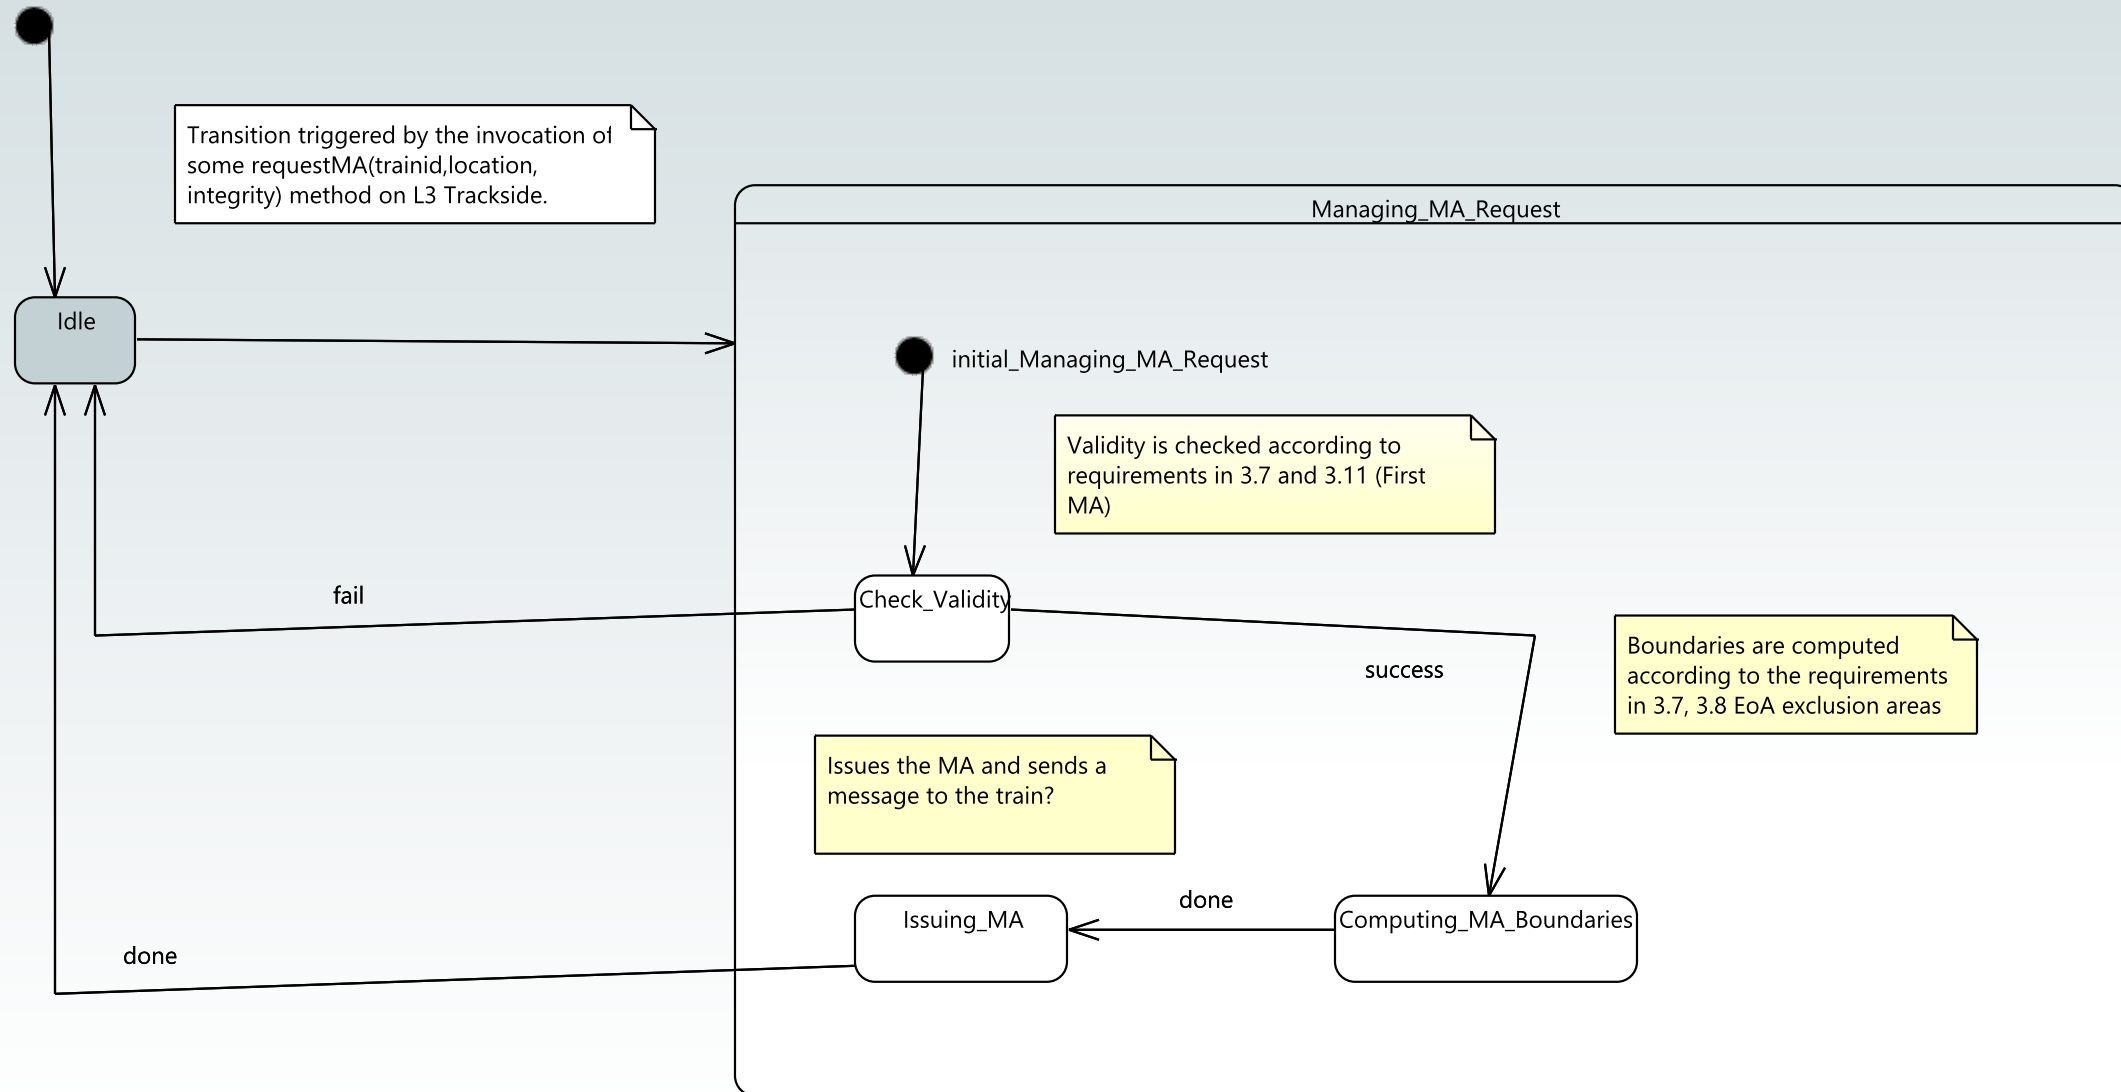 Transition triggered by the invocation of
some requestMA(trainid,location,
integrity) method on L3 Trackside.
Managing_MA_Request
Idle
initial_Managing_MA_Request
Validity is checked according to
requirements in 3.7 and 3.11 (First
MA)
fail
Check_Validity
success
Boundaries are computed
according to the requirements
in 3.7, 3.8 EoA exclusion areas
Issues the MA and sends a
message to the train?
done
Issuing_MA
Computing_MA_Boundaries
done